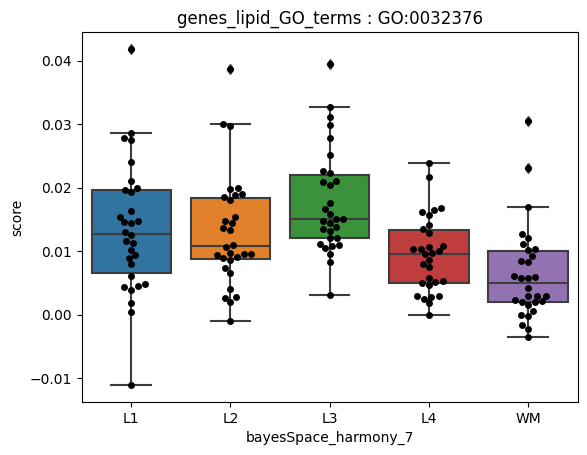 genes_lipid_GO_terms : GO:0032376
0.04
0.03
0.02
0.01
0.00
−0.01
score
L1 L2 L3 L4 WM
bayesSpace_harmony_7